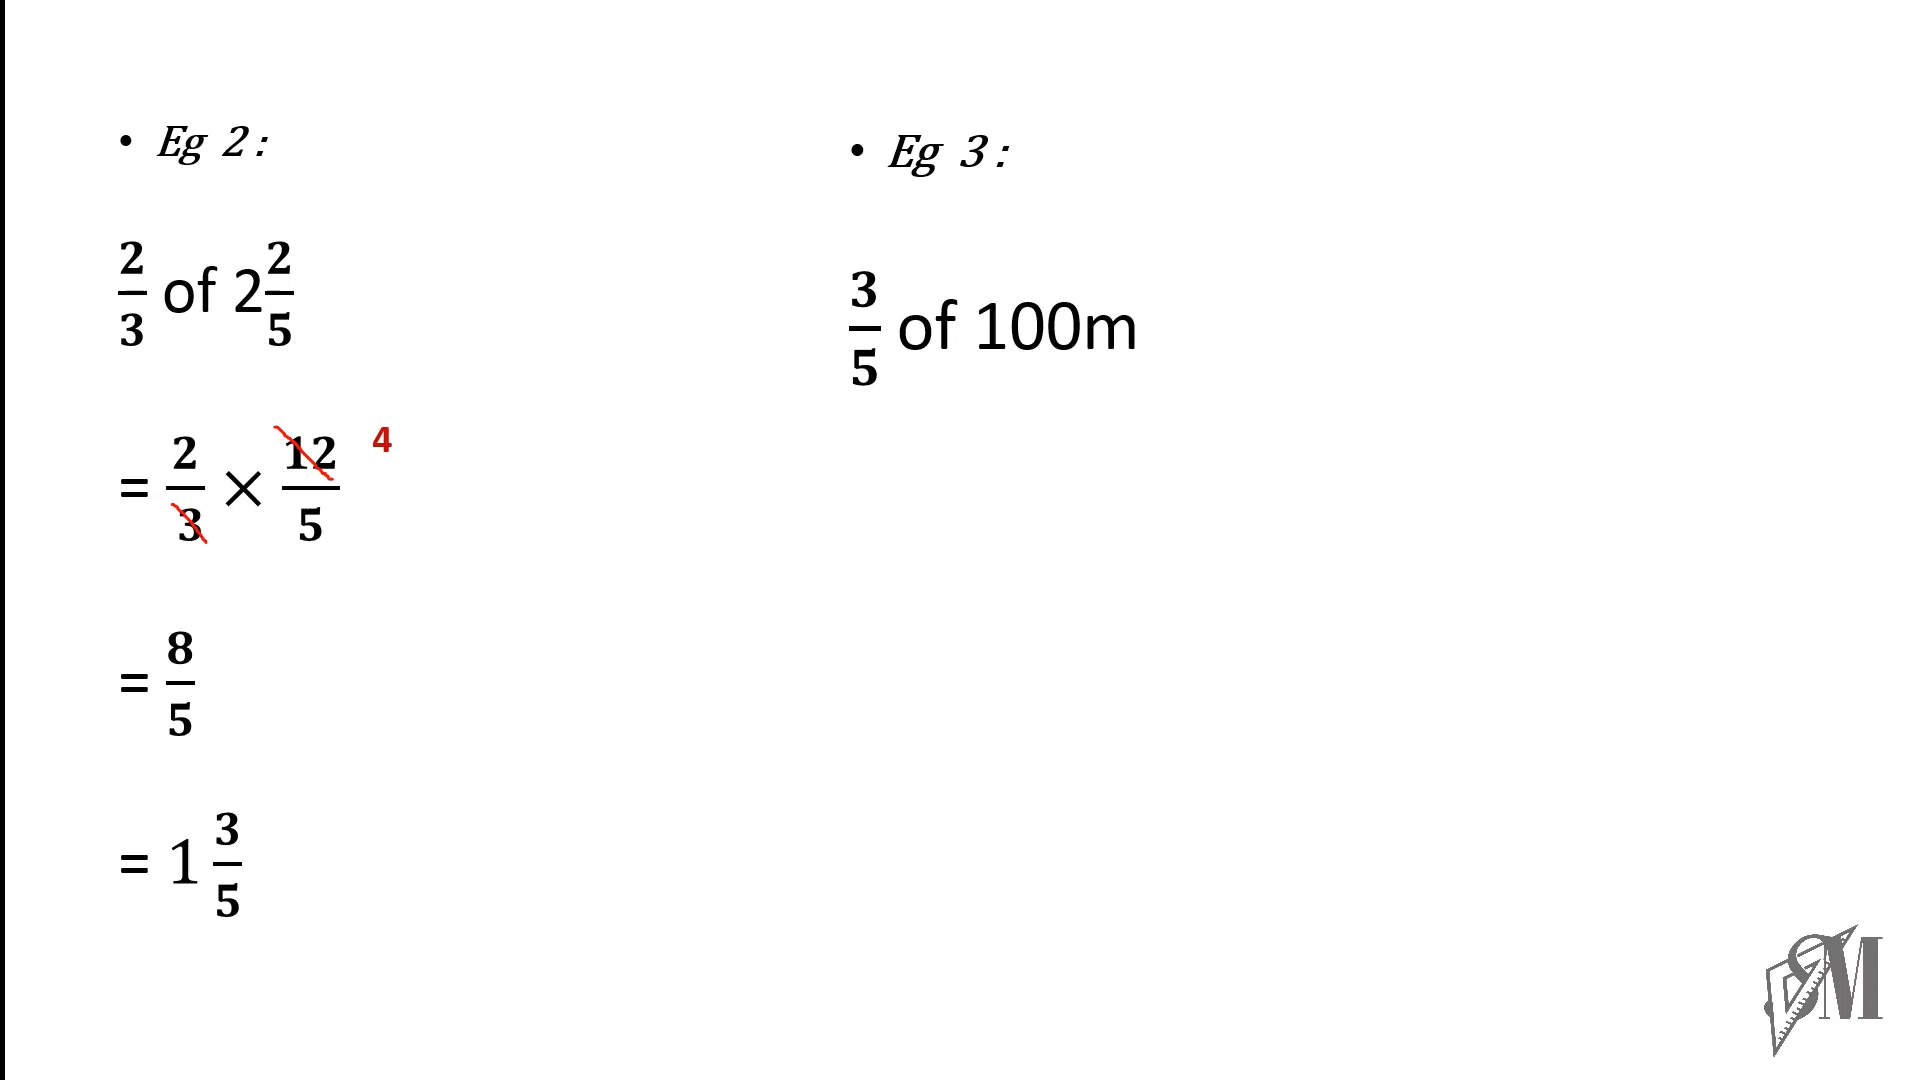 • Eg 2 :
2/3 of 2 2/5
= 2/3 × 12/5 4
= 8/5
= 1 3/5
• Eg 3 :
3/5 of 100m
SM